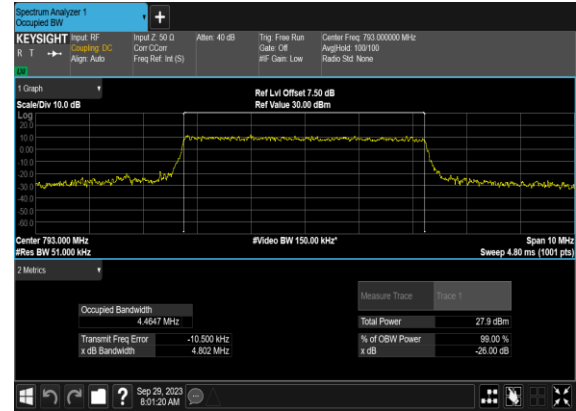 Spectrum Analyzer 1
Occupied BW
KEYSIGHT Input: RF Input Z: 50 Ω Atten: 40 dB Trig: Free Run Center Freq: 793.000000 MHz
R T Coupling: DC Corr CCorr Gate: Off Avg|Hold: 100/100
Align: Auto Freq Ref: Int (S) #IF Gain: Low Radio Std: None
LW
1 Graph
Ref Lvl Offset 7.50 dB
Scale/Div 10.0 dB Ref Value 30.00 dBm
Log
20.0
10.0
0.00
-10.0
-20.0
-30.0
-40.0
-50.0
-60.0
Center 793.000 MHz #Video BW 150.00 kHz* Span 10 MHz
#Res BW 51.000 kHz Sweep 4.80 ms (1001 pts)
2 Metrics
Measure Trace Trace 1
Occupied Bandwidth
4.4647 MHz Total Power 27.9 dBm
Transmit Freq Error -10.500 kHz % of OBW Power 99.00 %
x dB Bandwidth 4.802 MHz x dB -26.00 dB
Sep 29, 2023
8:01:20 AM